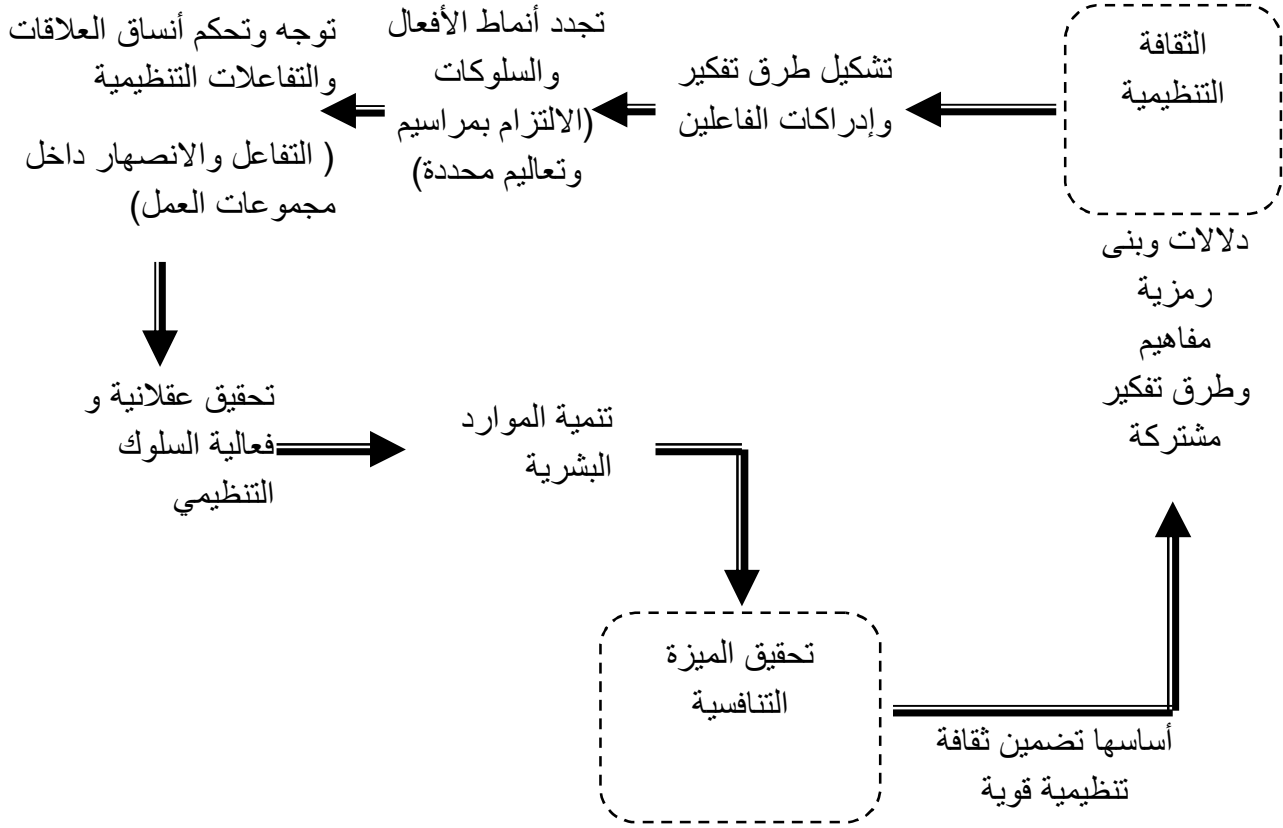 الثقافة
التنظيمية
دلالات وبنى
رمزية
مفاهيم
وطرق تفكير
مشتركة
تشكيل طرق تفكير
وإدراكات الفاعلين
تجدد أنماط الأفعال
والسلوكات
(الالتزام بمراسيم
وتعاليم محددة)
توجه وتحكم أنساق العلاقات
والتفاعلات التنظيمية
( التفاعل والانصهار داخل
مجموعات العمل)
تحقيق عقلانية و
فعالية السلوك
التنظيمي
تنمية الموارد
البشرية
تحقيق الميزة
التنافسية
أساسها تضمين ثقافة
تنظيمية قوية